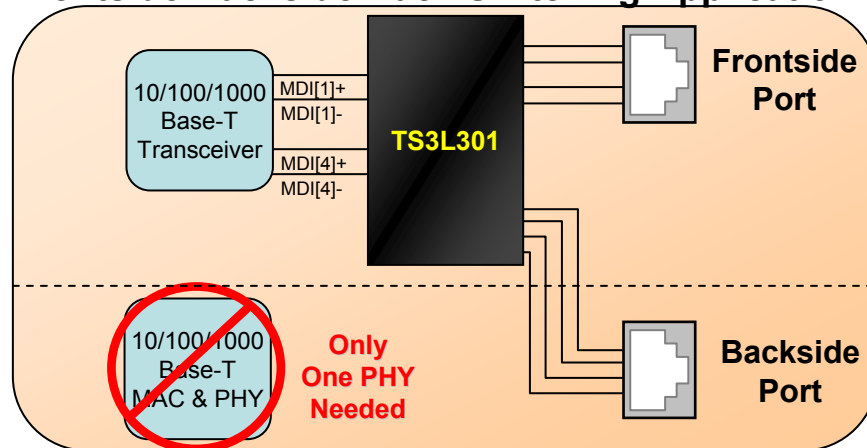 10/100/1000
Base-T
Transceiver
MDI[1]+
MDI[1]-
MDI[4]+
MDI[4]-
TS3L301
Frontside
Port
10/100/1000
Base-T
MAC & PHY
Only
One PHY
Needed
Backside
Port